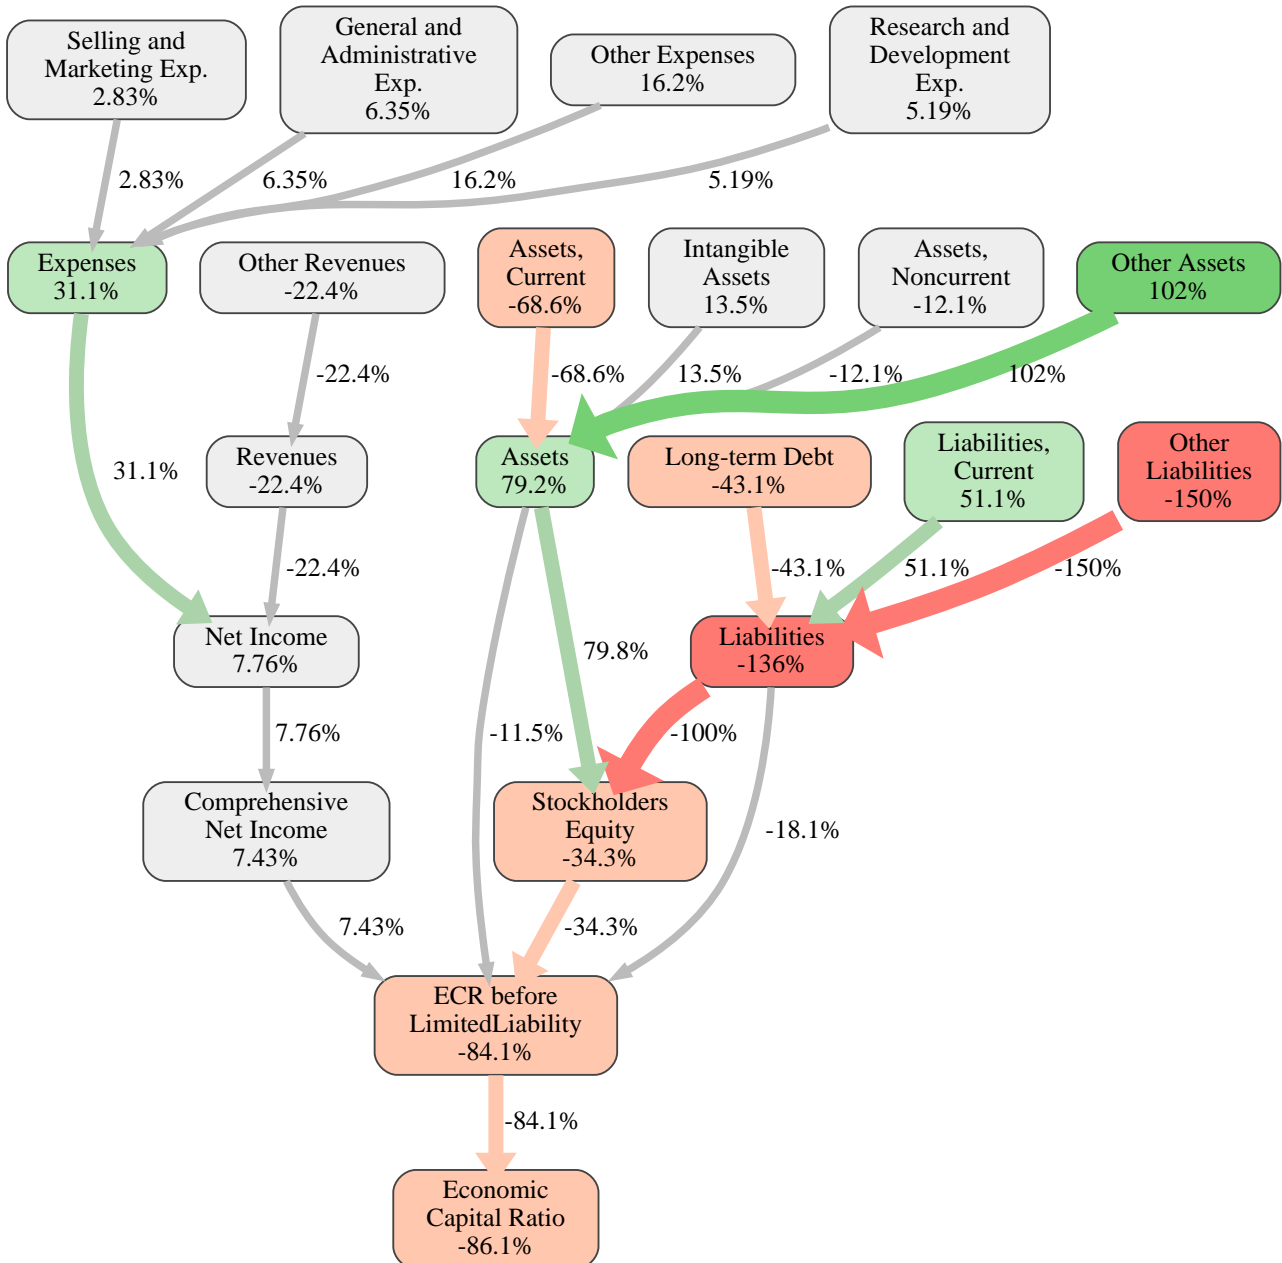 Selling and
Marketing Exp.
2.83%
General and
Administrative
Exp.
6.35%
Other Expenses
16.2%
Research and
Development
Exp.
5.19%
2.83%
6.35%
16.2%
5.19%
Expenses
31.1%
Other Revenues
-22.4%
Assets,
Current
-68.6%
Intangible
Assets
13.5%
Assets,
Noncurrent
-12.1%
Other Assets
102%
-22.4%
-68.6%
13.5%
-12.1%
102%
31.1%
Revenues
-22.4%
Assets
79.2%
Long-term Debt
-43.1%
Liabilities,
Current
51.1%
Other
Liabilities
-150%
-22.4%
-43.1%
51.1%
-150%
Net Income
7.76%
79.8%
Liabilities
-136%
7.76%
-11.5%
-100%
Comprehensive
Net Income
7.43%
Stockholders
Equity
-34.3%
-18.1%
7.43%
-34.3%
ECR before
LimitedLiability
-84.1%
-84.1%
Economic
Capital Ratio
-86.1%